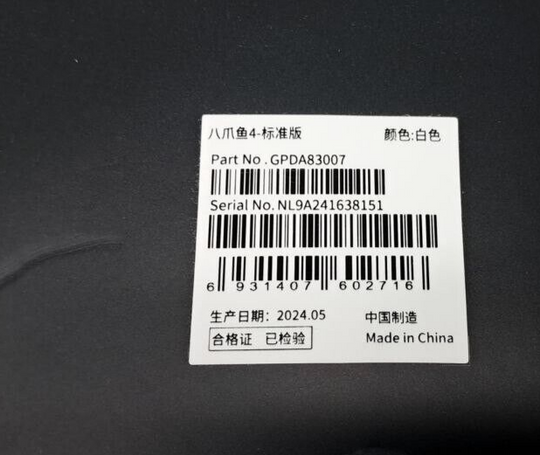 八爪鱼4-标准版 颜色:白色
Part No.GPDA83007
Serial No.NL9A241638151
6 931407 602716
生产日期：2024.05 中国制造
合格证 已检验 Made in China